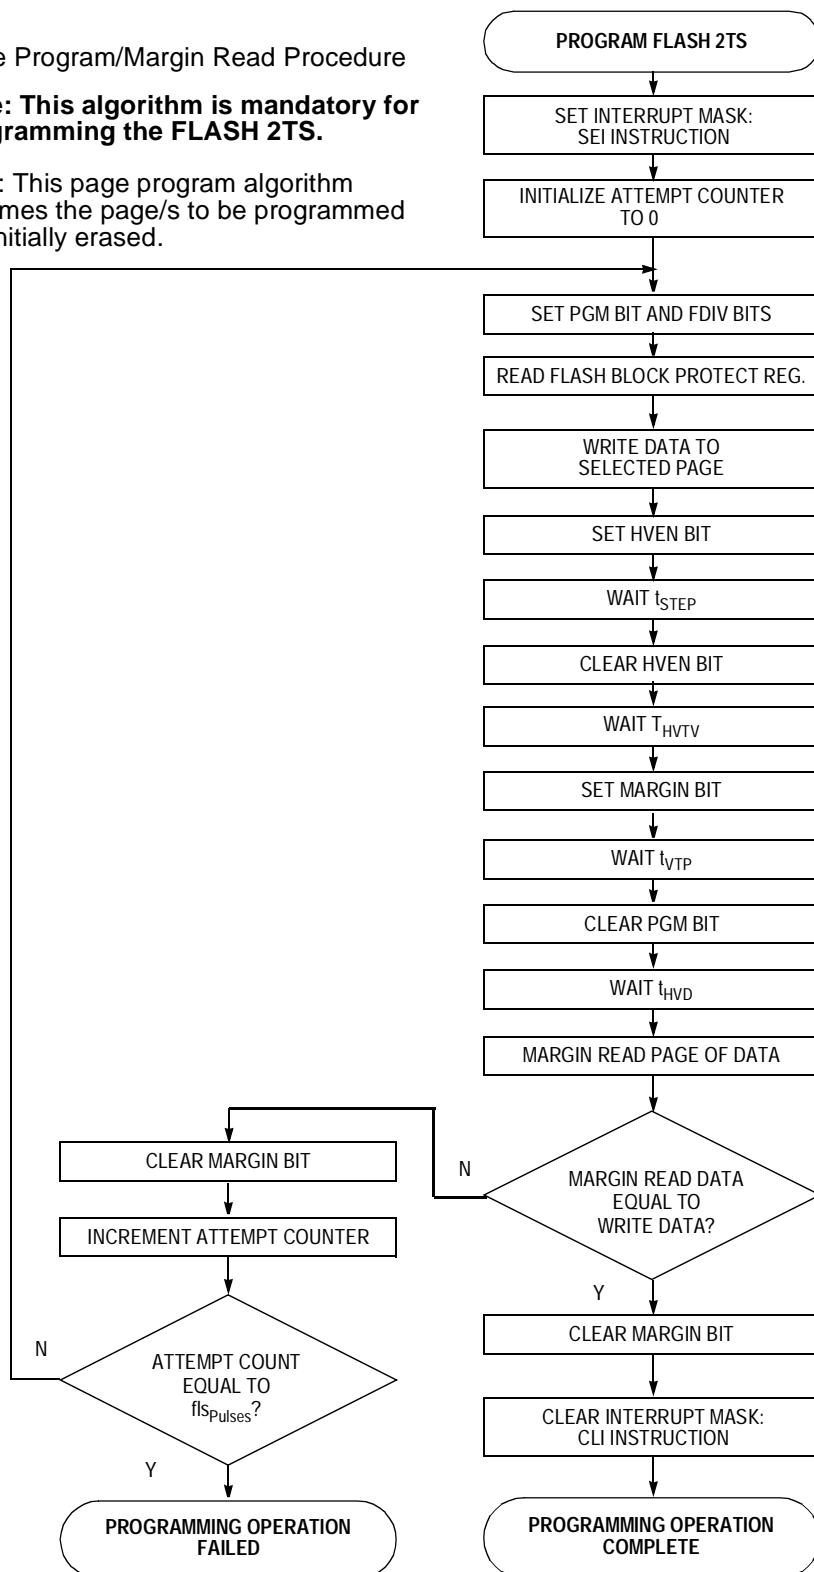 e Program/Margin Read Procedure
e: This algorithm is mandatory for
gramming the FLASH 2TS.
: This page program algorithm
mes the page/s to be programmed
nitially erased.
PROGRAM FLASH 2TS
SET INTERRUPT MASK:
SEI INSTRUCTION
INITIALIZE ATTEMPT COUNTER
TO 0
SET PGM BIT AND FDIV BITS
READ FLASH BLOCK PROTECT REG.
WRITE DATA TO
SELECTED PAGE
SET HVEN BIT
WAIT tSTEP
CLEAR HVEN BIT
WAIT THVTV
SET MARGIN BIT
WAIT tVTP
CLEAR PGM BIT
WAIT tHVD
MARGIN READ PAGE OF DATA
MARGIN READ DATA
EQUAL TO
WRITE DATA?
N
Y
CLEAR MARGIN BIT
INCREMENT ATTEMPT COUNTER
ATTEMPT COUNT
EQUAL TO
flsPulses?
N
Y
PROGRAMMING OPERATION
FAILED
CLEAR MARGIN BIT
CLEAR INTERRUPT MASK:
CLI INSTRUCTION
PROGRAMMING OPERATION
COMPLETE